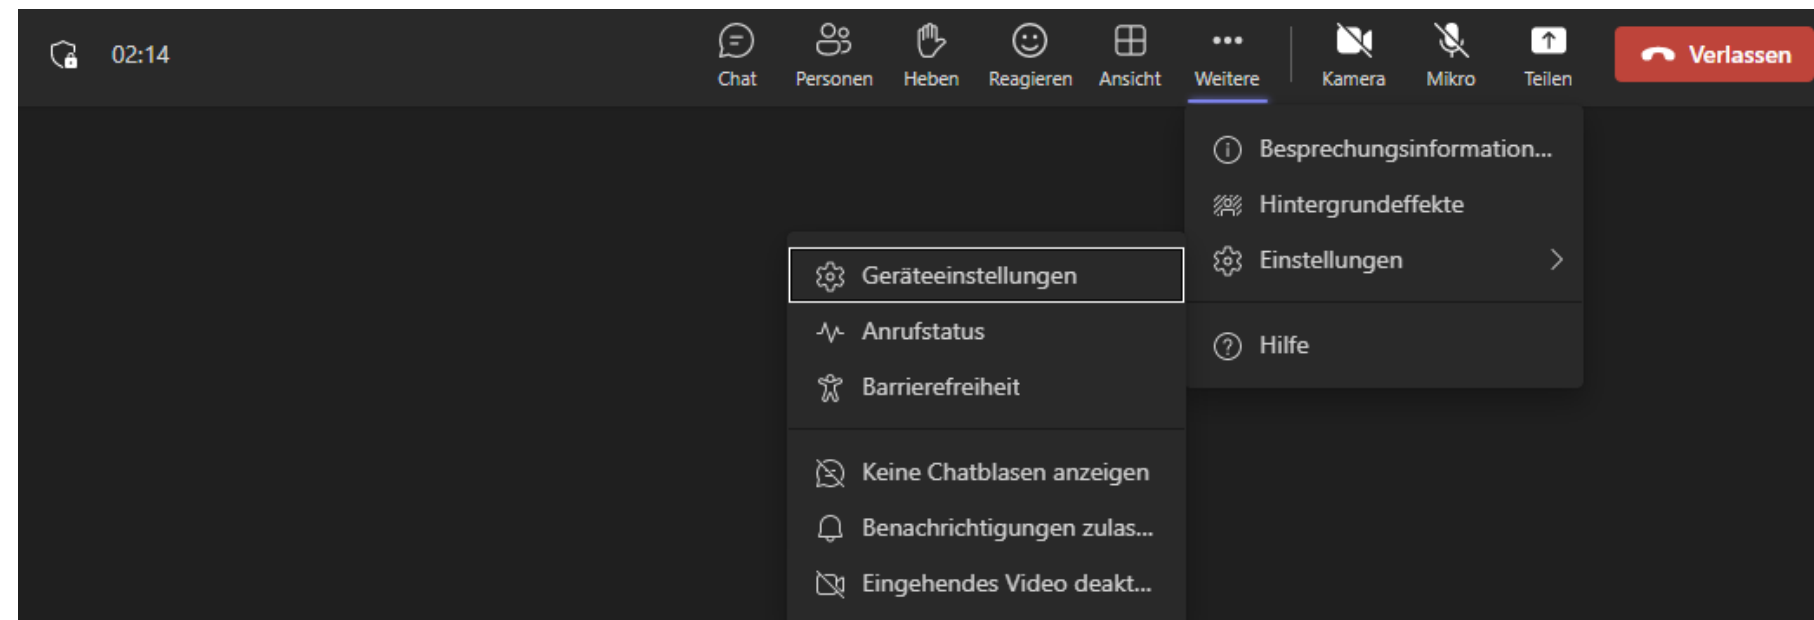 02:14
Chat
Personen
Heben
Reagieren
Ansicht
Weitere
Kamera
Mikro
Teilen
Verlassen
Besprechungsinformation...
Hintergrundeffekte
Einstellungen
Hilfe
Geräteeinstellungen
Anrufstatus
Barrierefreiheit
Keine Chatblasen anzeigen
Benachrichtigungen zulas...
Eingehendes Video deakt...